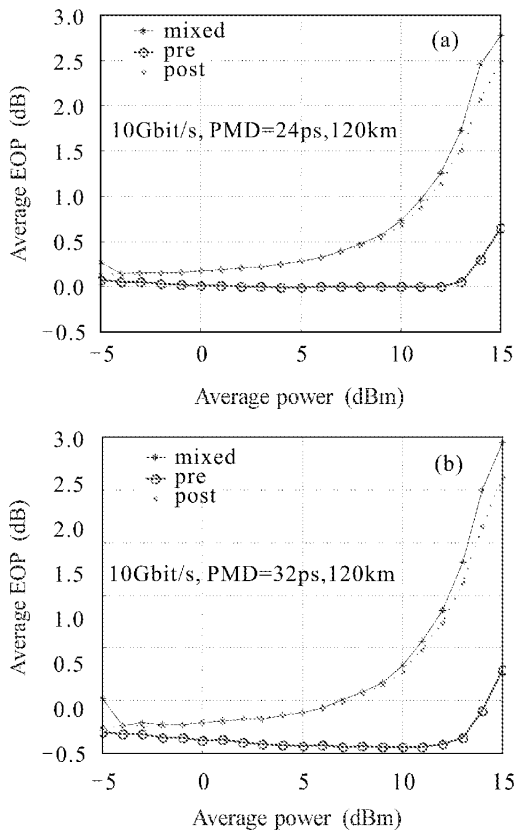 3.0
mixed
pre
post
(a)
2.5
2.0
10Gbit/s, PMD=24ps,120km
1.5
1.0
0.5
0.0
−0.5
−5
0
5
10
15
Average EOP (dB)
Average power (dBm)
3.0
mixed
pre
post
(b)
2.5
2.0
10Gbit/s, PMD=32ps,120km
1.5
1.0
0.5
0.0
−0.5
−5
0
5
10
15
Average EOP (dB)
Average power (dBm)